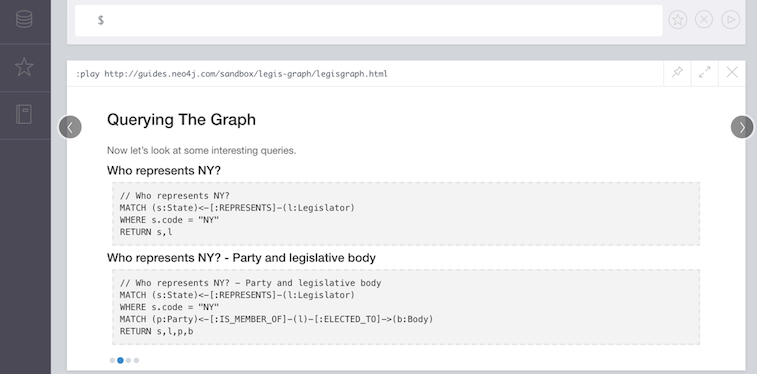 $
:play http://guides.neo4j.com/sandbox/legis-graph/legisgraph.html
Querying The Graph
Now let's look at some interesting queries.
Who represents NY?
// Who represents NY?
MATCH (s:State)<-[:REPRESENTS]-(l:Legislator)
WHERE s.code = "NY"
RETURN s,l
Who represents NY? - Party and legislative body
// Who represents NY? - Party and legislative body
MATCH (s:State)<-[:REPRESENTS]-(l:Legislator)
WHERE s.code = "NY"
MATCH (p:Party)<-[:IS_MEMBER_OF]-(l)-[:ELECTED_TO]->(b:Body)
RETURN s,l,p,b